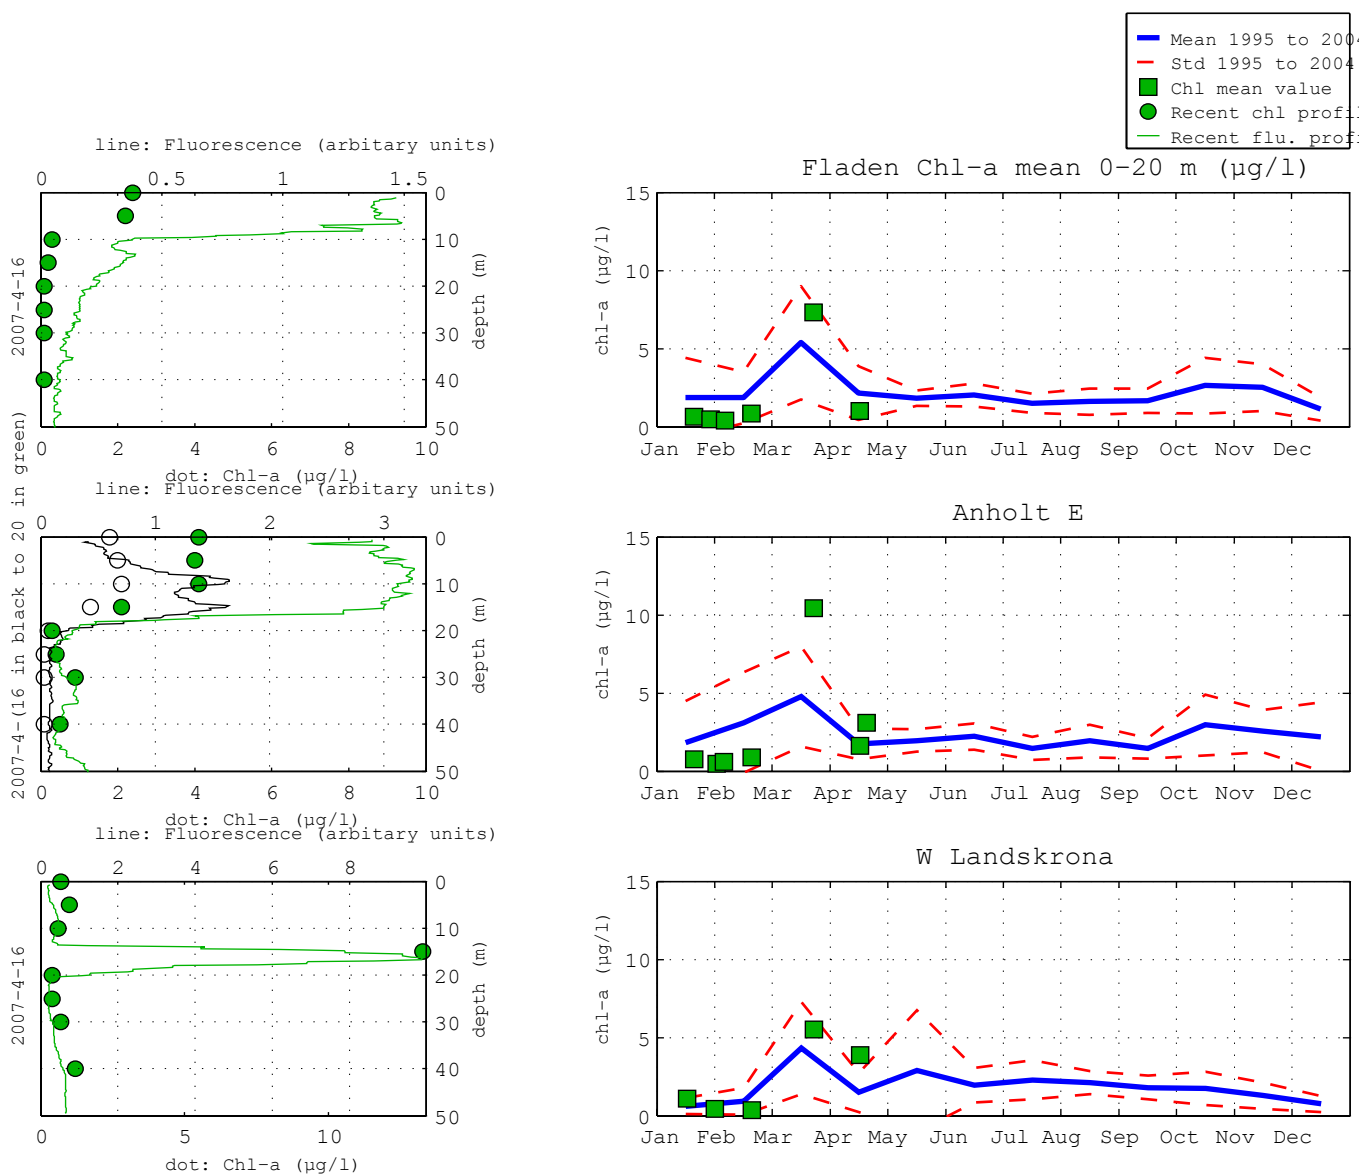 Mean 1995 to 2004
Std 1995 to 2004
Chl mean value
Recent chl profil
Recent flu. profi
line: Fluorescence (arbitary units)
0 0.5 1 1.5
0
10
20
30
40
50
depth (m)
2007-4-16
0 2 4 6 8 10
dot: Chl-a (µg/l)
Fladen Chl-a mean 0-20 m (µg/l)
15
10
5
0
chl-a (µg/l)
Jan Feb Mar Apr May Jun Jul Aug Sep Oct Nov Dec
line: Fluorescence (arbitary units)
0 1 2 3
0
10
20
30
40
50
depth (m)
2007-4-(16 in black to 20 in green)
0 2 4 6 8 10
dot: Chl-a (µg/l)
Anholt E
15
10
5
0
chl-a (µg/l)
Jan Feb Mar Apr May Jun Jul Aug Sep Oct Nov Dec
line: Fluorescence (arbitary units)
0 2 4 6 8
0
10
20
30
40
50
depth (m)
2007-4-16
0 5 10
dot: Chl-a (µg/l)
W Landskrona
15
10
5
0
chl-a (µg/l)
Jan Feb Mar Apr May Jun Jul Aug Sep Oct Nov Dec